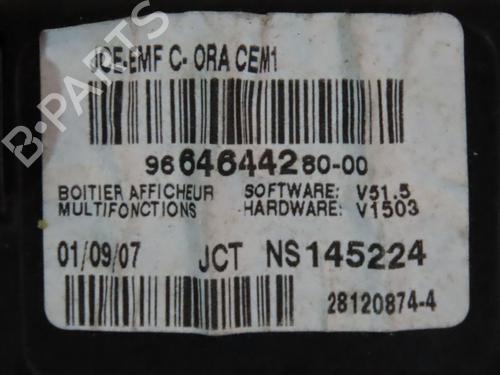 JCE-EMF C- ORA CEM1
9664644280-00
BOITIER AFFICHEUR SOFTWARE: V51.5
MULTIFONCTIONS HARDWARE: V1503
01/09/07 JCT NS145224
28120874-4
B-PARTS